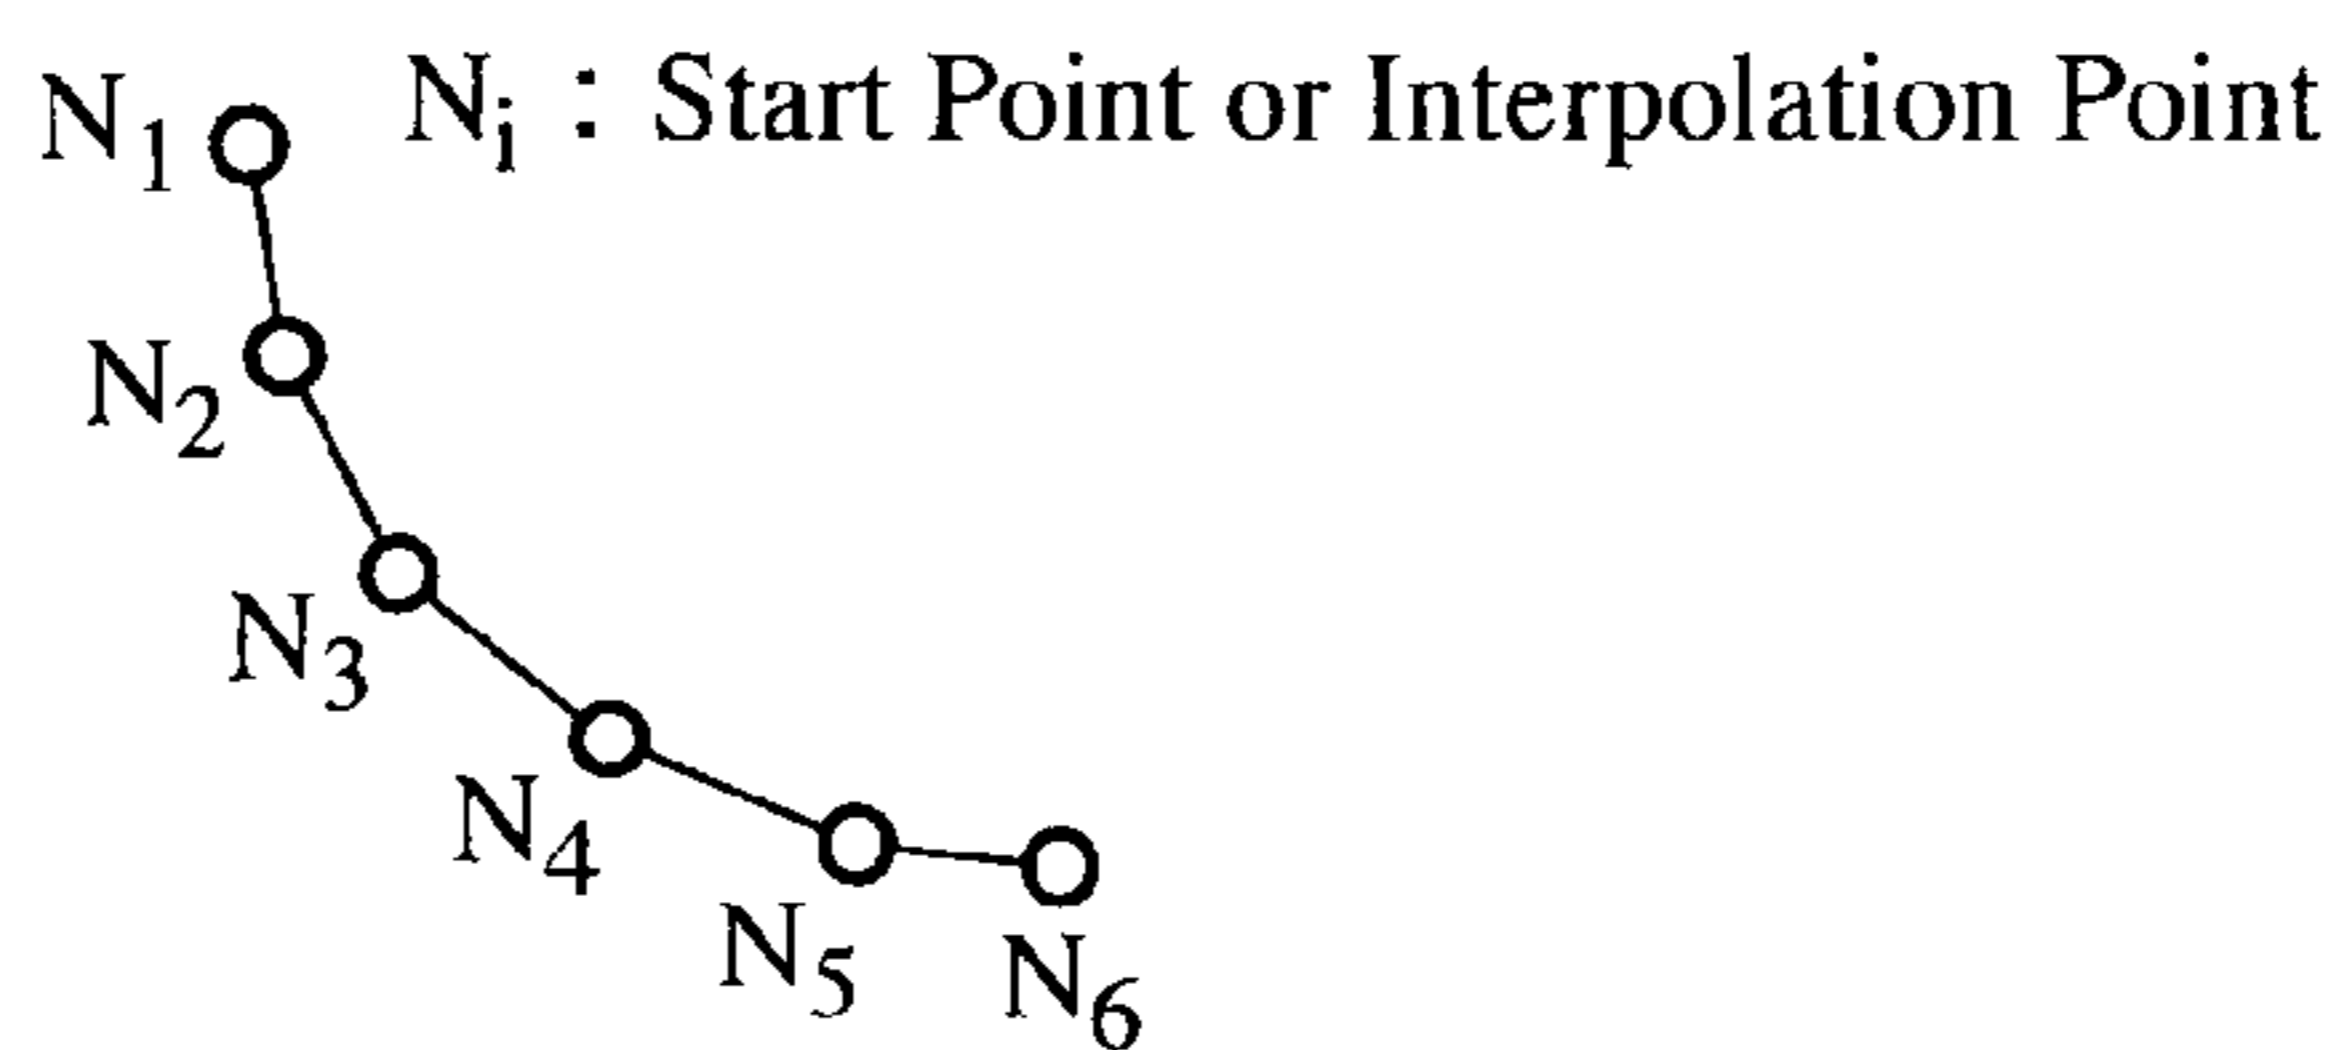 N1
Ni : Start Point or Interpolation Point
N2
N3
N4
N5
N6